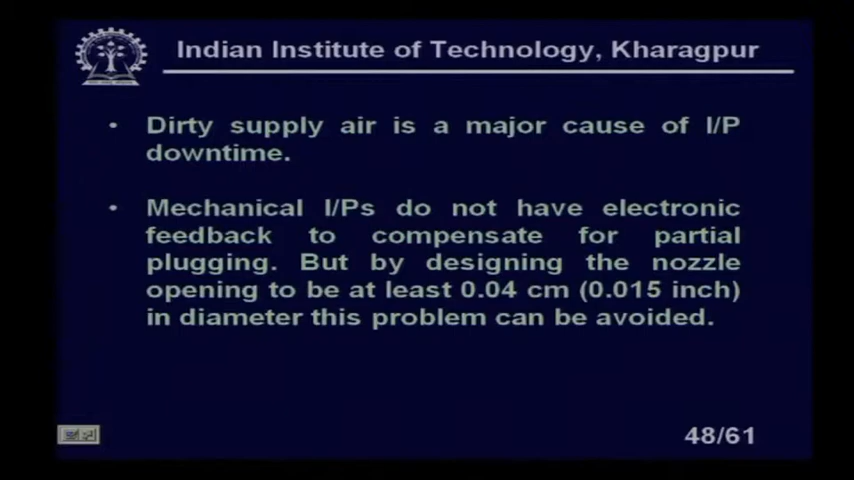 Indian Institute of Technology, Kharagpur
• Dirty supply air is a major cause of I/P
downtime.
• Mechanical I/Ps do not have electronic
feedback to compensate for partial
plugging. But by designing the nozzle
opening to be at least 0.04 cm (0.015 inch)
in diameter this problem can be avoided.
48/61